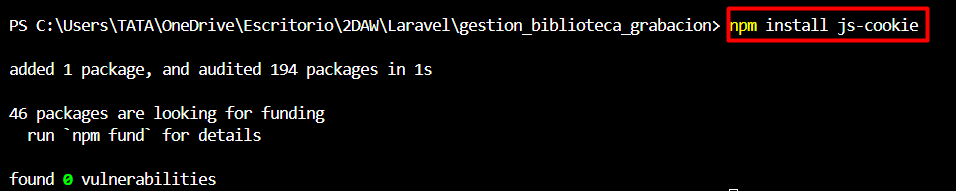 PS C:\Users\TATA\OneDrive\Escritorio\2DAW\Laravel\gestion_biblioteca_grabacion> npm install js-cookie
added 1 package, and audited 194 packages in 1s
46 packages are looking for funding
run `npm fund` for details
found 0 vulnerabilities